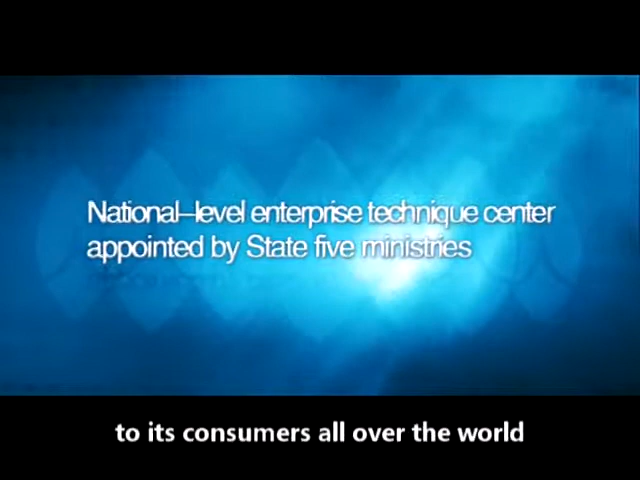 National–level enterprise technique center
appointed by State five ministries
to its consumers all over the world